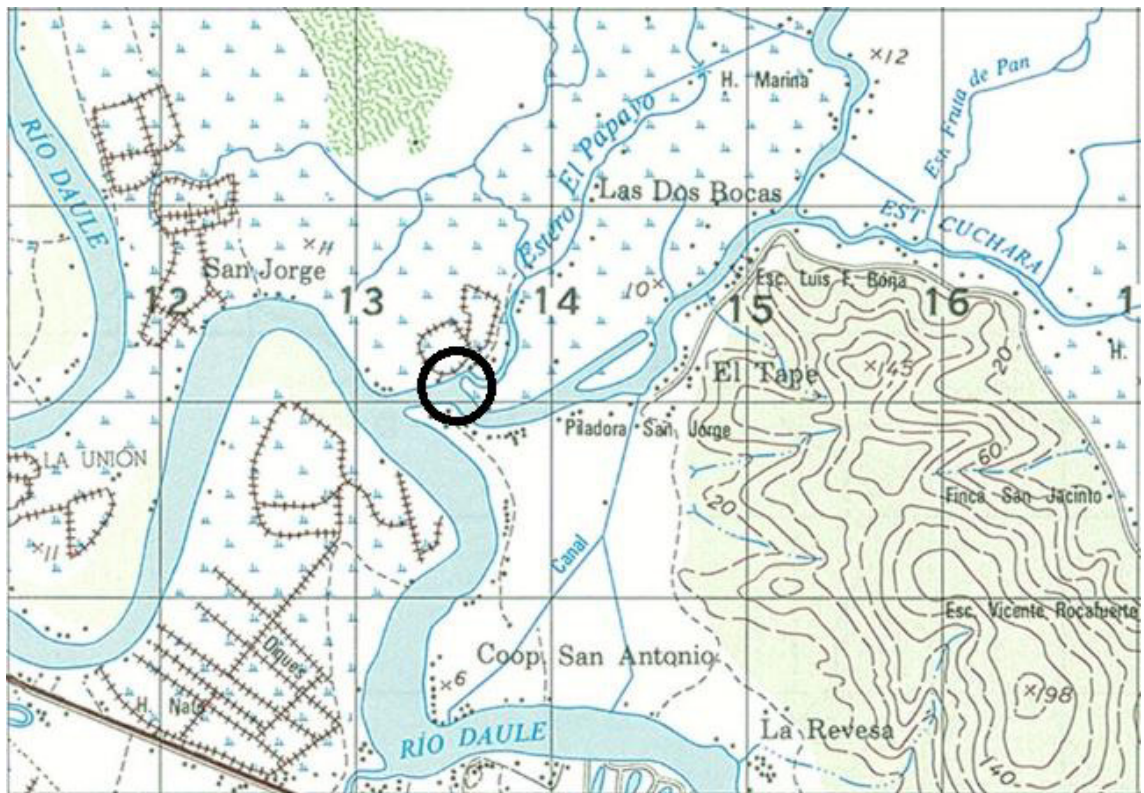 ×12
H. Marina
Est. Fruta de Pan
RÍO DAULE
Estero El Papayo
Las Dos Bocas
EST CUCHARA
×11
San Jorge
10×
Esc. Luis F. Borja
12
13
14
15
16
1
H.
El Tape
×145
20
Piladora San Jorge
LA UNIÓN
60
Finca San Jacinto
20
×11
Canal
Esc. Vicente Rocafuerte
Diques
Coop. San Antonio
×6
×198
H. Nato
La Revesa
RÍO DAULE
140